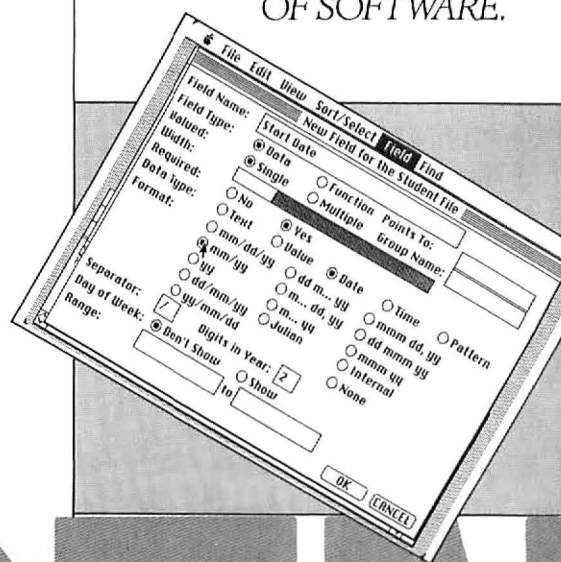 OF SOFTWARE.
File Edit View Sort/Select Field Find
New Field for the Student File
Field Name: Start Date
Field Type: Data Function Points To:
Valued: Single Multiple Group Name:
Width:
Required: No Yes
Data Type: Text Value Date Time Pattern
Format: mm/dd/yy dd m... yy mmm dd, yy
mm/yy m... dd, yy dd mmm yy
yy m... yy mmm yy
dd/mm/yy Julian Internal
yy/mm/dd None
Separator: / Digits in Year: 2
Day of Week: Don't Show Show
Range: to
OK CANCEL